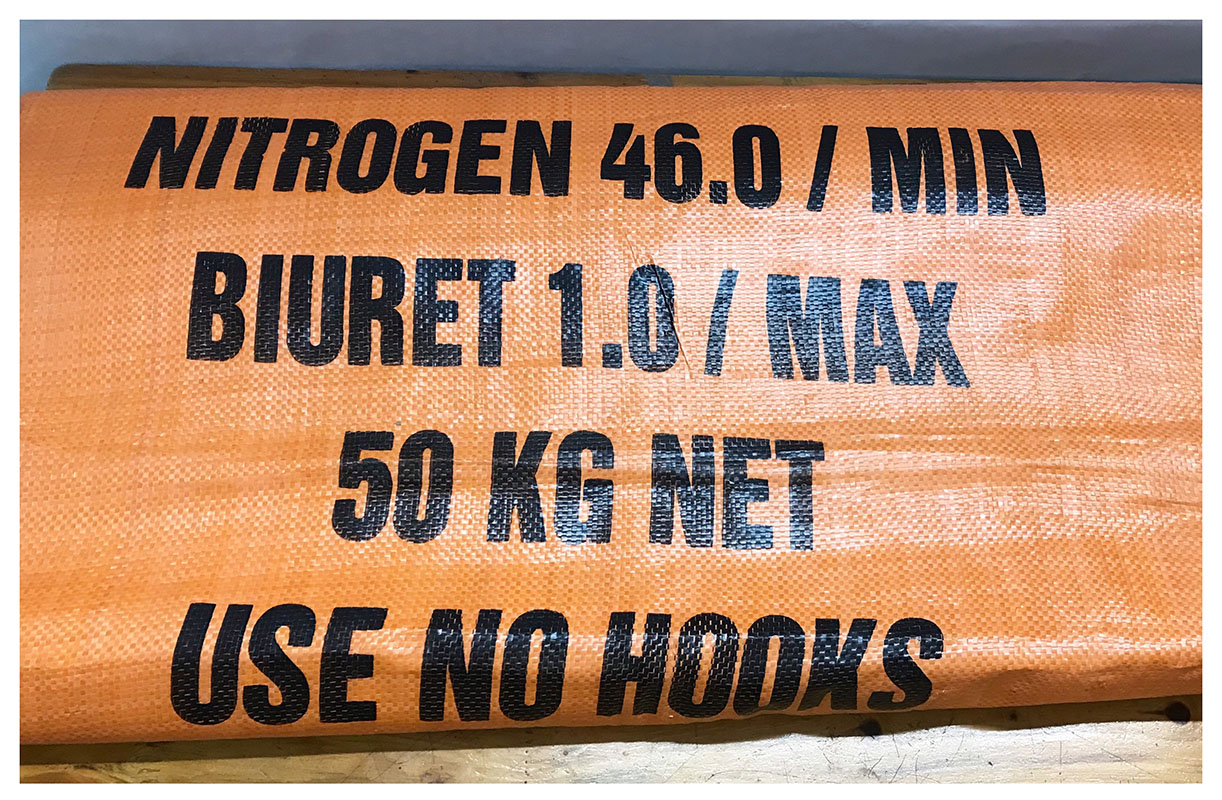 NITROGEN 46.0 / MIN
BIURET 1.0 / MAX
50 KG NET
USE NO HOOKS